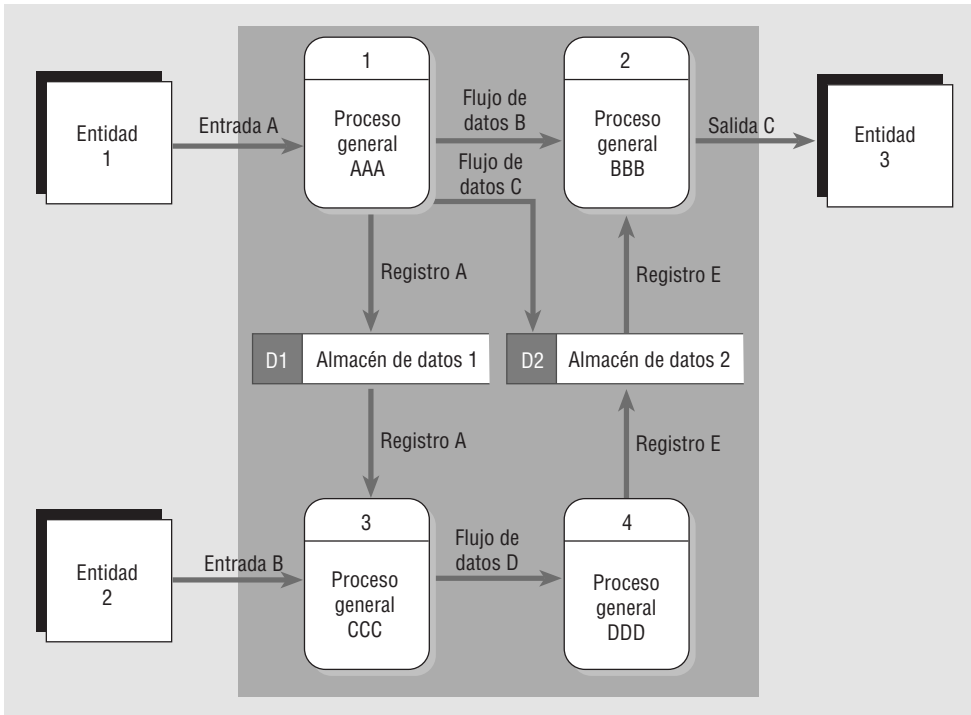 1
2
Entidad
1
Entrada A
Proceso
general
AAA
Flujo de
datos B
Flujo de
datos C
Proceso
general
BBB
Salida C
Entidad
3
Registro A
Registro E
D1
Almacén de datos 1
D2
Almacén de datos 2
Registro A
Registro E
3
4
Entidad
2
Entrada B
Proceso
general
CCC
Flujo de
datos D
Proceso
general
DDD